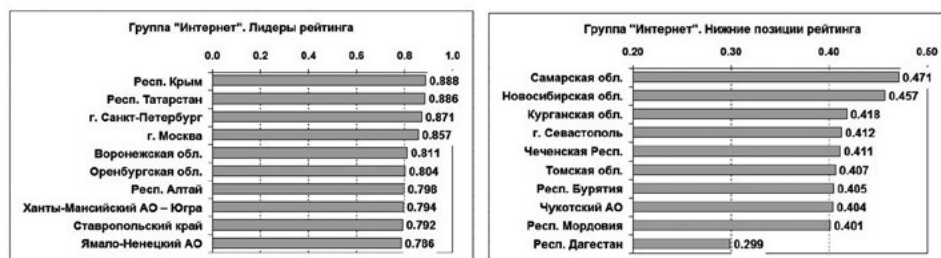 Группа "Интернет". Лидеры рейтинга
0.0 0.2 0.4 0.6 0.8 1.0
Респ. Крым 0.888
Респ. Татарстан 0.886
г. Санкт-Петербург 0.871
г. Москва 0.857
Воронежская обл. 0.811
Оренбургская обл. 0.804
Респ. Алтай 0.798
Ханты-Мансийский АО – Югра 0.794
Ставропольский край 0.792
Ямало-Ненецкий АО 0.786
Группа "Интернет". Нижние позиции рейтинга
0.20 0.30 0.40 0.50
Самарская обл. 0.471
Новосибирская обл. 0.457
Курганская обл. 0.418
г. Севастополь 0.412
Чеченская Респ. 0.411
Томская обл. 0.407
Респ. Бурятия 0.405
Чукотский АО 0.404
Респ. Мордовия 0.401
Респ. Дагестан 0.299